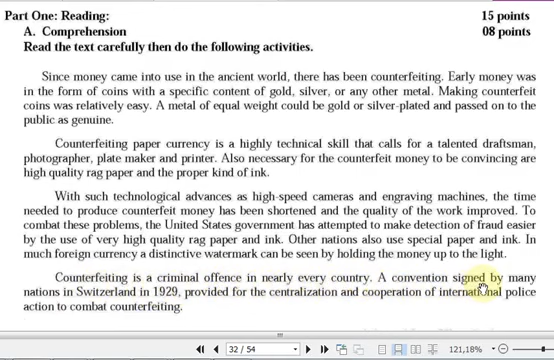 Part One: Reading: 15 points
A. Comprehension 08 points
Read the text carefully then do the following activities.
Since money came into use in the ancient world, there has been counterfeiting. Early money was
in the form of coins with a specific content of gold, silver, or any other metal. Making counterfeit
coins was relatively easy. A metal of equal weight could be gold or silver-plated and passed on to the
public as genuine.
Counterfeiting paper currency is a highly technical skill that calls for a talented draftsman,
photographer, plate maker and printer. Also necessary for the counterfeit money to be convincing are
high quality rag paper and the proper kind of ink.
With such technological advances as high-speed cameras and engraving machines, the time
needed to produce counterfeit money has been shortened and the quality of the work improved. To
combat these problems, the United States government has attempted to make detection of fraud easier
by the use of very high quality rag paper and ink. Other nations also use special paper and ink. In
much foreign currency a distinctive watermark can be seen by holding the money up to the light.
Counterfeiting is a criminal offence in nearly every country. A convention signed by many
nations in Switzerland in 1929, provided for the centralization and cooperation of international police
action to combat counterfeiting.
32 / 54 121,18%